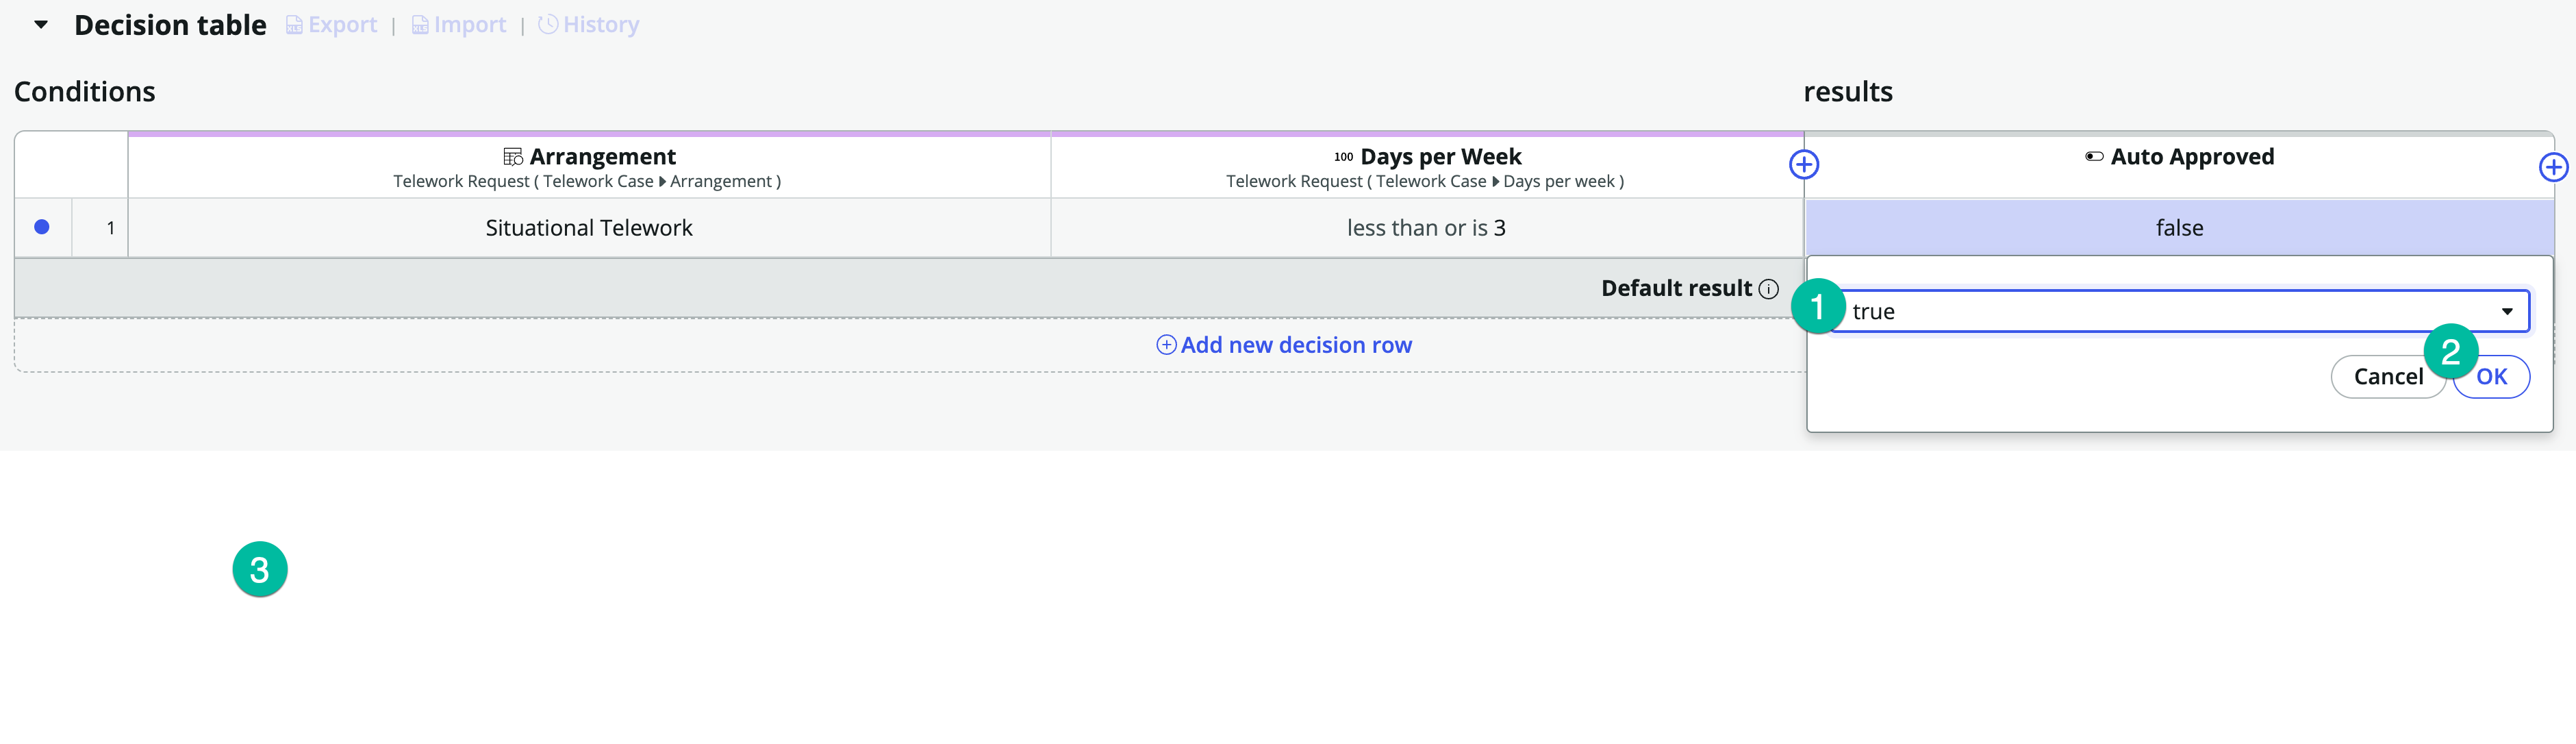 Decision table Export | Import | History
Conditions results
Arrangement 100 Days per Week Auto Approved
Telework Request ( Telework Case ▸ Arrangement ) Telework Request ( Telework Case ▸ Days per week )
1 Situational Telework less than or is 3 false
Default result
1 true
Add new decision row
2
Cancel OK
3